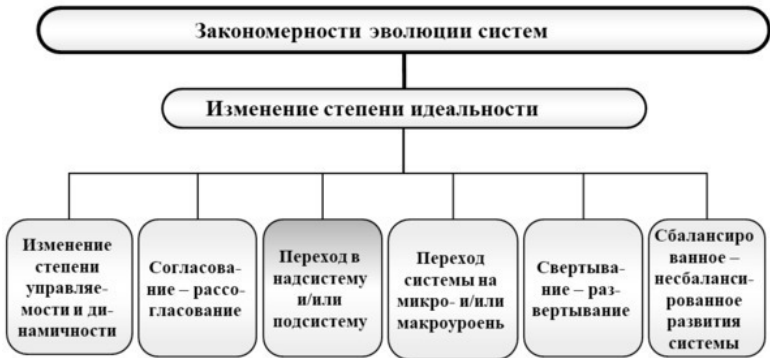 Закономерности эволюции систем
Изменение степени идеальности
Изменение
степени
управляе-
мости и ди-
намичности
Согласова-
ние – рассо-
гласование
Переход в
надсистему
и/или
подсистему
Переход
системы на
микро- и/или
макроуроень
Свертыва-
ние – раз-
вертывание
Сбалансиро
ванное –
несбаланси-
рованное
развития
системы